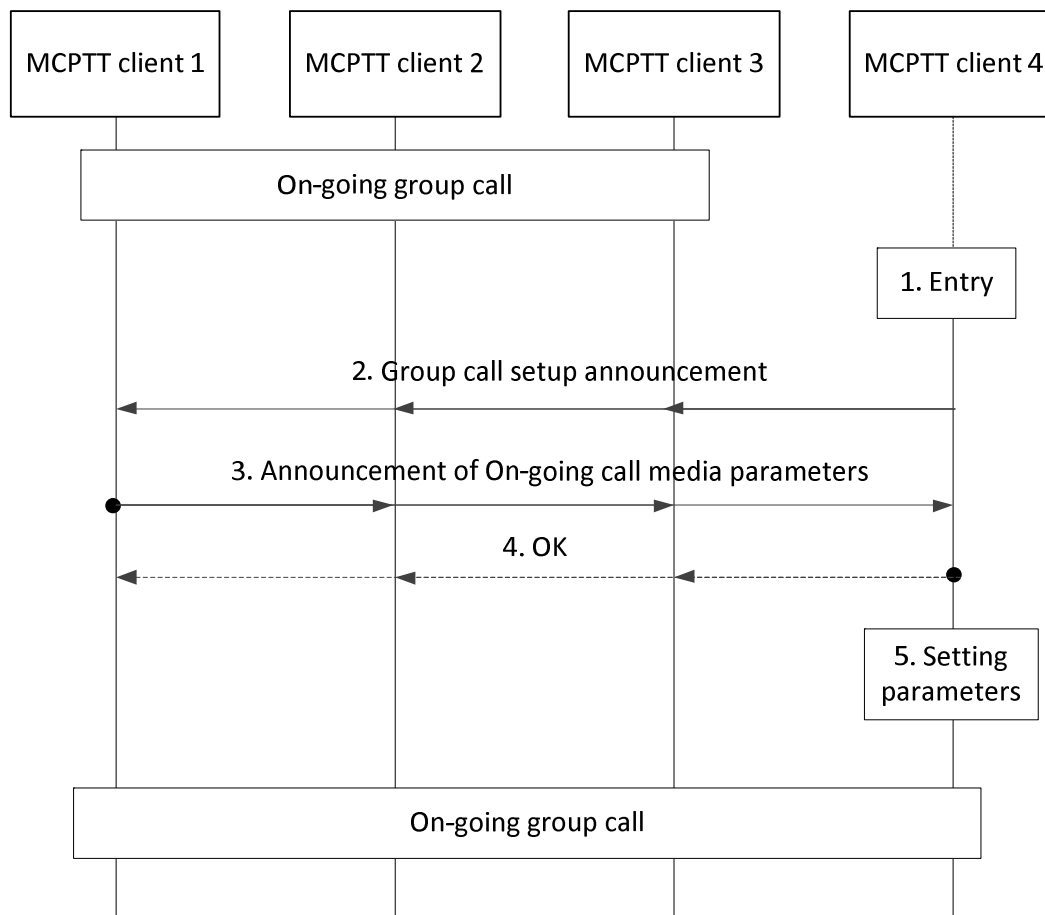 MCPTT client 1
MCPTT client 2
MCPTT client 3
MCPTT client 4
On-going group call
1. Entry
2. Group call setup announcement
3. Announcement of On-going call media parameters
4. OK
5. Setting
parameters
On-going group call